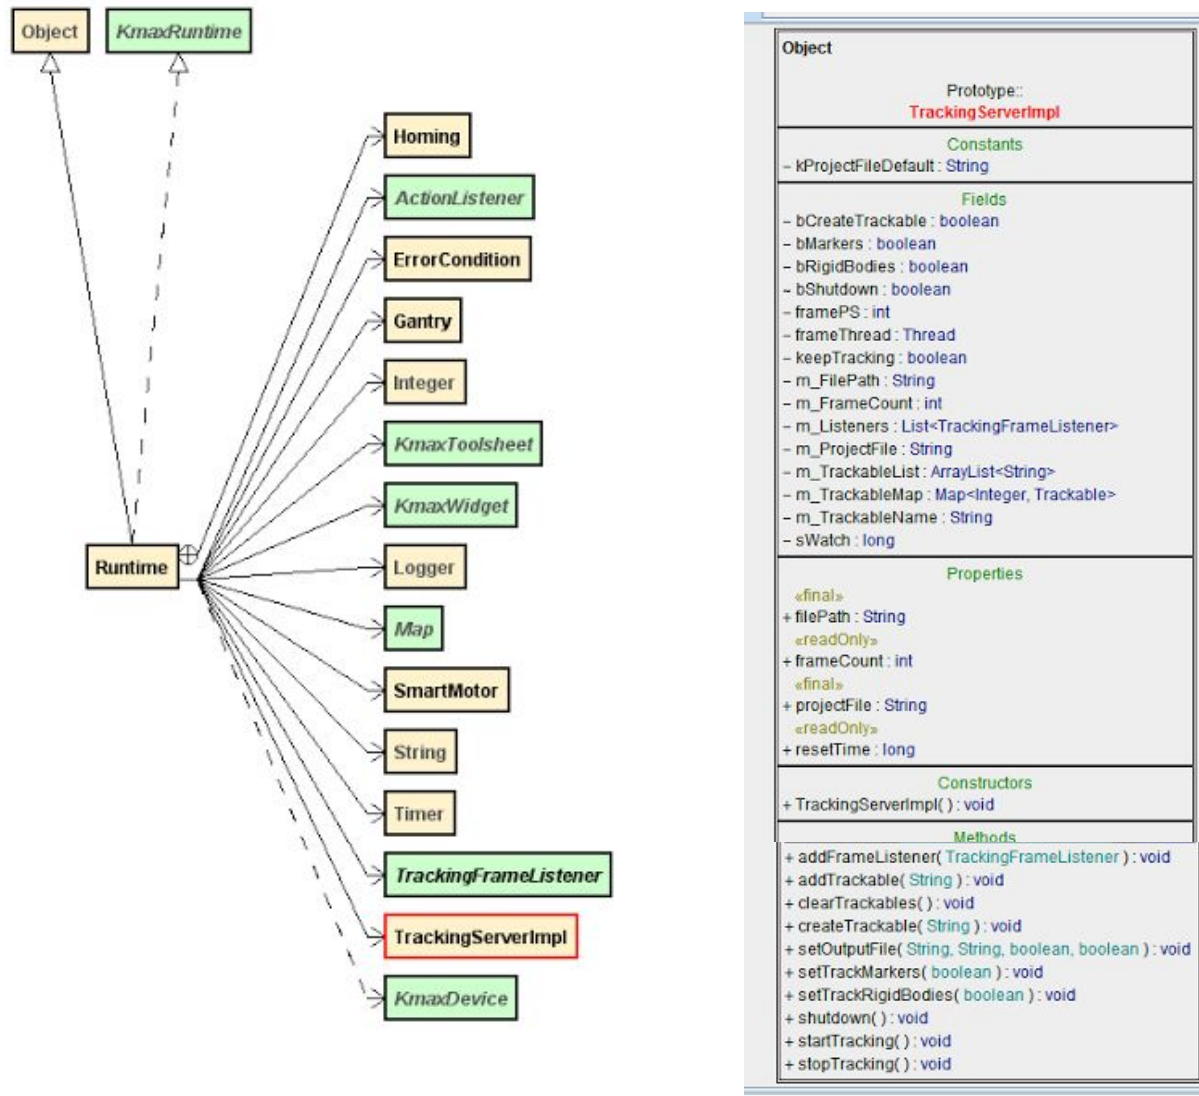 Object
KmaxRuntime
Homing
ActionListener
ErrorCondition
Gantry
Integer
KmaxToolsheet
KmaxWidget
Runtime
Logger
Map
SmartMotor
String
Timer
TrackingFrameListener
TrackingServerImpl
KmaxDevice
Object
Prototype::
TrackingServerImpl
Constants
– kProjectFileDefault : String
Fields
– bCreateTrackable : boolean
– bMarkers : boolean
– bRigidBodies : boolean
~ bShutdown : boolean
– framePS : int
– frameThread : Thread
– keepTracking : boolean
– m_FilePath : String
– m_FrameCount : int
– m_Listeners : List<TrackingFrameListener>
– m_ProjectFile : String
– m_TrackableList : ArrayList<String>
– m_TrackableMap : Map<Integer, Trackable>
– m_TrackableName : String
– sWatch : long
Properties
«final»
+ filePath : String
«readOnly»
+ frameCount : int
«final»
+ projectFile : String
«readOnly»
+ resetTime : long
Constructors
+ TrackingServerImpl( ) : void
Methods
+ addFrameListener( TrackingFrameListener ) : void
+ addTrackable( String ) : void
+ clearTrackables( ) : void
+ createTrackable( String ) : void
+ setOutputFile( String, String, boolean, boolean ) : void
+ setTrackMarkers( boolean ) : void
+ setTrackRigidBodies( boolean ) : void
+ shutdown( ) : void
+ startTracking( ) : void
+ stopTracking( ) : void